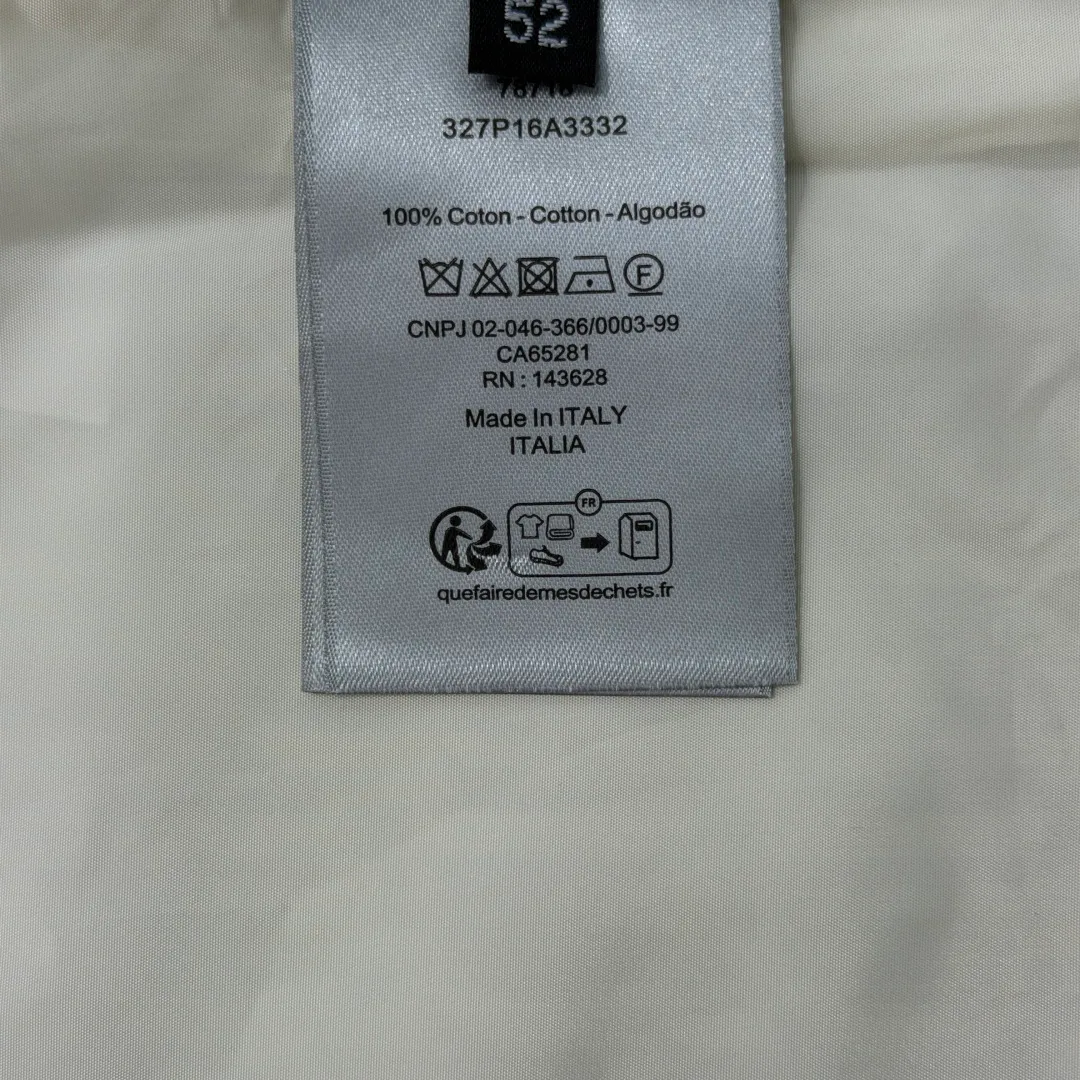 52
327P16A3332
100% Coton - Cotton - Algodão
F
CNPJ 02-046-366/0003-99
CA65281
RN : 143628
Made In ITALY
ITALIA
FR
quefairedemesdechets.fr